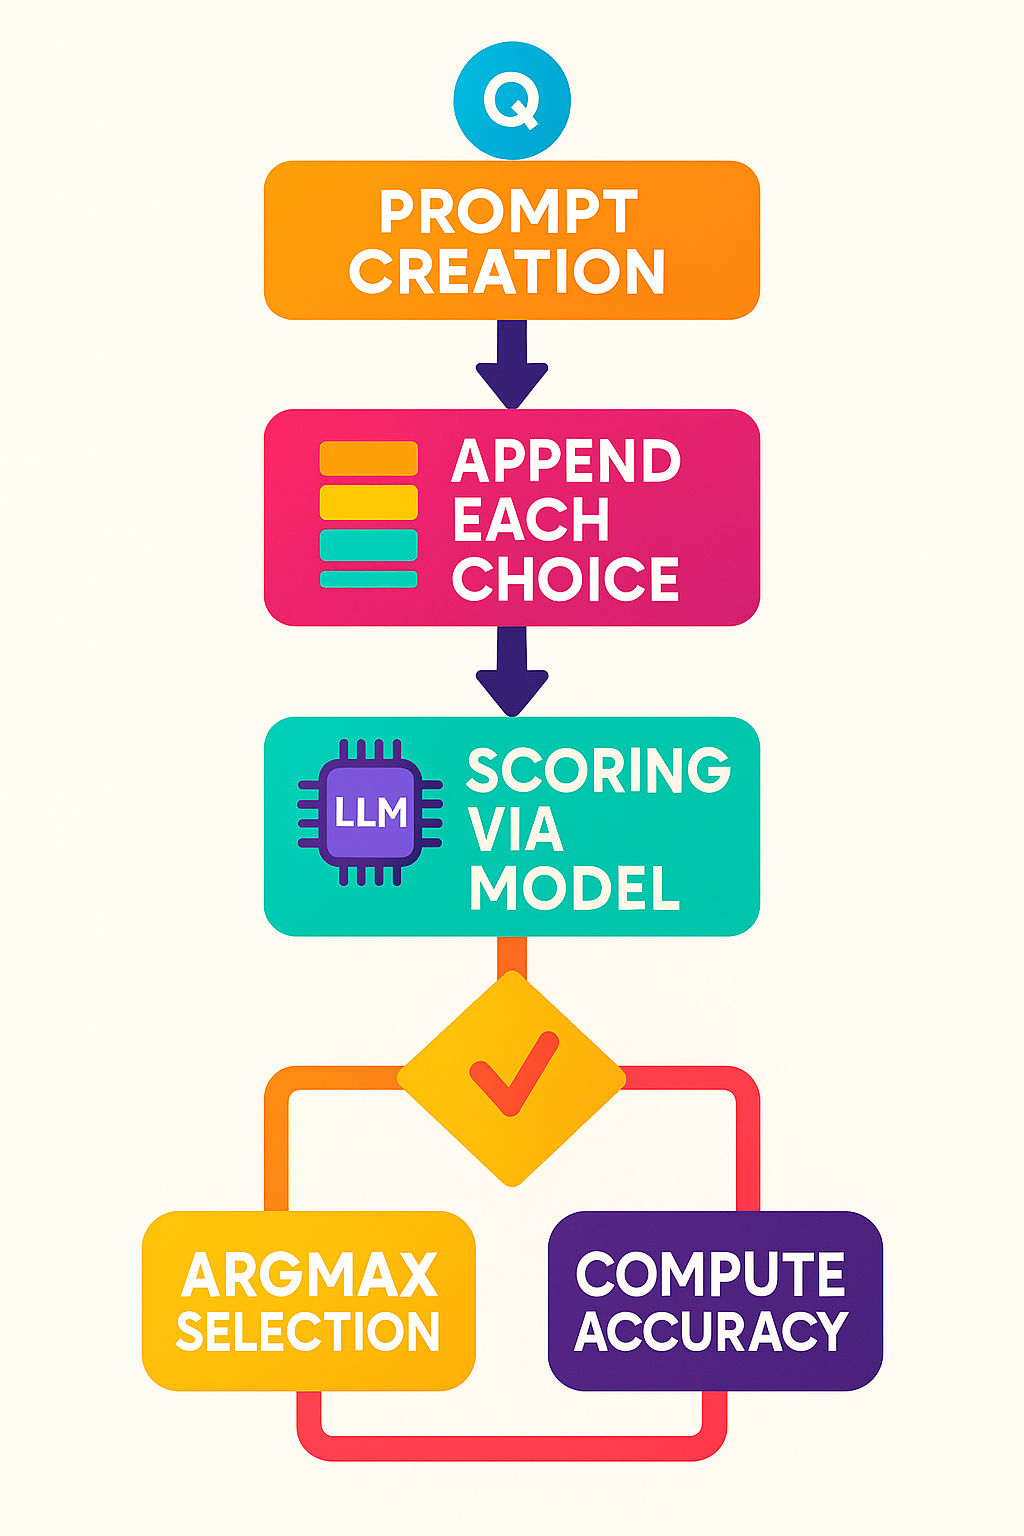 Q
PROMPT
CREATION
APPEND
EACH
CHOICE
LLM
SCORING
VIA
MODEL
ARGMAX
SELECTION
COMPUTE
ACCURACY